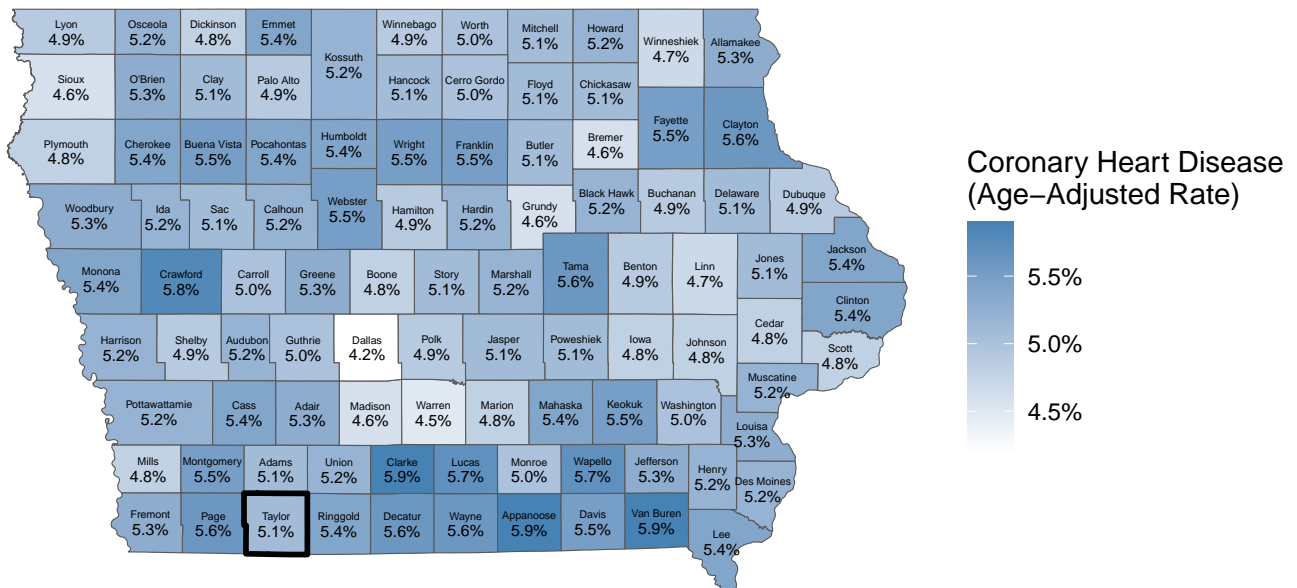 Lyon
4.9%
Osceola
5.2%
Dickinson
4.8%
Emmet
5.4%
Kossuth
5.2%
Winnebago
4.9%
Worth
5.0%
Mitchell
5.1%
Howard
5.2%
Winneshiek
4.7%
Allamakee
5.3%
Sioux
4.6%
O'Brien
5.3%
Clay
5.1%
Palo Alto
4.9%
Hancock
5.1%
Cerro Gordo
5.0%
Floyd
5.1%
Chickasaw
5.1%
Fayette
5.5%
Clayton
5.6%
Plymouth
4.8%
Cherokee
5.4%
Buena Vista
5.5%
Pocahontas
5.4%
Humboldt
5.4%
Wright
5.5%
Franklin
5.5%
Butler
5.1%
Bremer
4.6%
Woodbury
5.3%
Ida
5.2%
Sac
5.1%
Calhoun
5.2%
Webster
5.5%
Hamilton
4.9%
Hardin
5.2%
Grundy
4.6%
Black Hawk
5.2%
Buchanan
4.9%
Delaware
5.1%
Dubuque
4.9%
Monona
5.4%
Crawford
5.8%
Carroll
5.0%
Greene
5.3%
Boone
4.8%
Story
5.1%
Marshall
5.2%
Tama
5.6%
Benton
4.9%
Linn
4.7%
Jones
5.1%
Jackson
5.4%
Clinton
5.4%
Harrison
5.2%
Shelby
4.9%
Audubon
5.2%
Guthrie
5.0%
Dallas
4.2%
Polk
4.9%
Jasper
5.1%
Poweshiek
5.1%
Iowa
4.8%
Johnson
4.8%
Cedar
4.8%
Scott
4.8%
Muscatine
5.2%
Pottawattamie
5.2%
Cass
5.4%
Adair
5.3%
Madison
4.6%
Warren
4.5%
Marion
4.8%
Mahaska
5.4%
Keokuk
5.5%
Washington
5.0%
Louisa
5.3%
Mills
4.8%
Montgomery
5.5%
Adams
5.1%
Union
5.2%
Clarke
5.9%
Lucas
5.7%
Monroe
5.0%
Wapello
5.7%
Jefferson
5.3%
Henry
5.2%
Des Moines
5.2%
Fremont
5.3%
Page
5.6%
Taylor
5.1%
Ringgold
5.4%
Decatur
5.6%
Wayne
5.6%
Appanoose
5.9%
Davis
5.5%
Van Buren
5.9%
Lee
5.4%
Coronary Heart Disease
(Age−Adjusted Rate)
5.5%
5.0%
4.5%